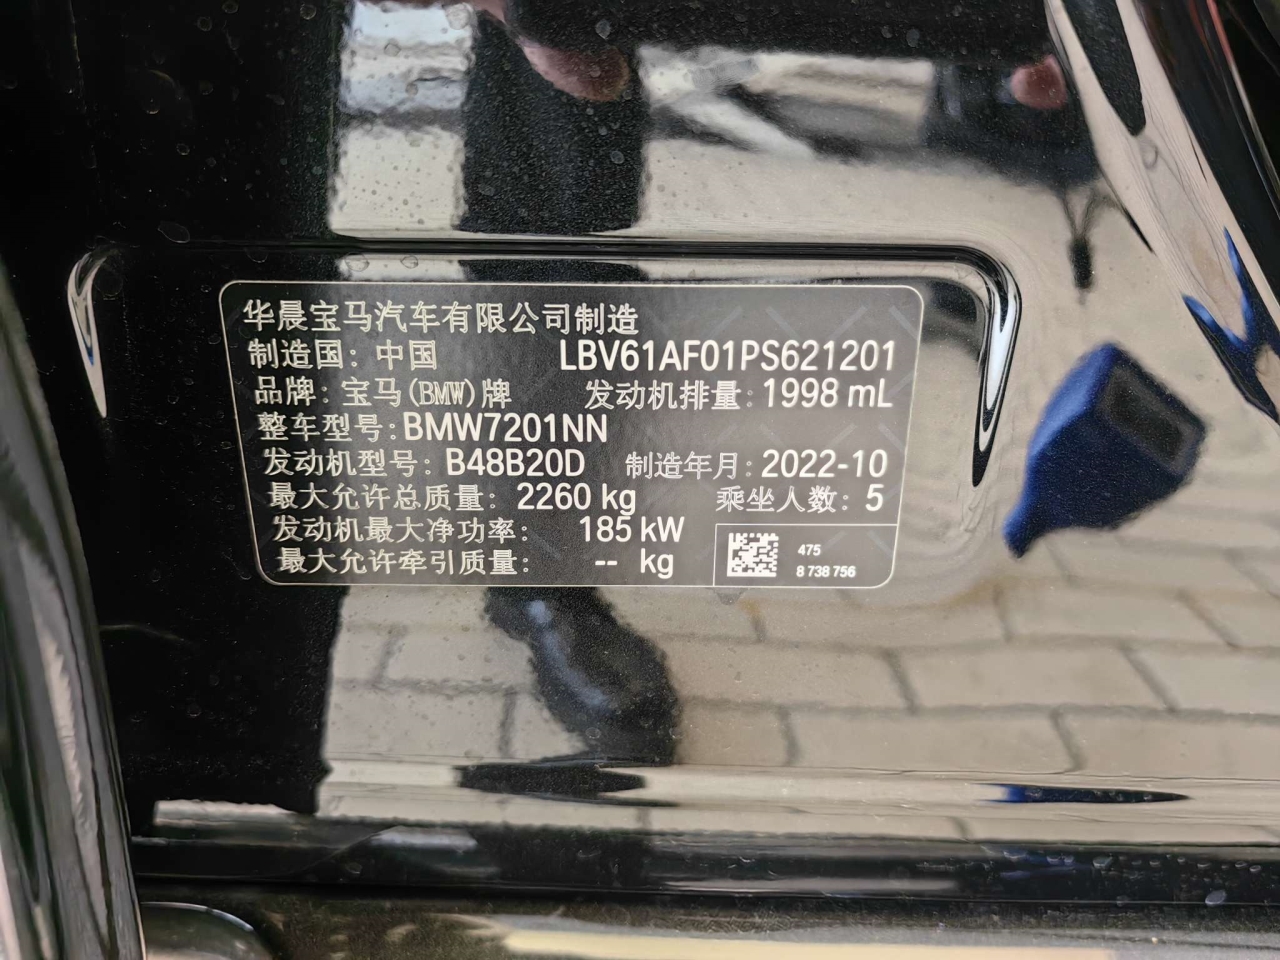 华晨宝马汽车有限公司制造
制造国：中国 LBV61AF01PS621201
品牌：宝马(BMW)牌 发动机排量：1998 mL
整车型号：BMW7201NN
发动机型号：B48B20D 制造年月：2022-10
最大允许总质量：2260 kg 乘坐人数：5
发动机最大净功率：185 kW
最大允许牵引质量：-- kg
475
8 738 756